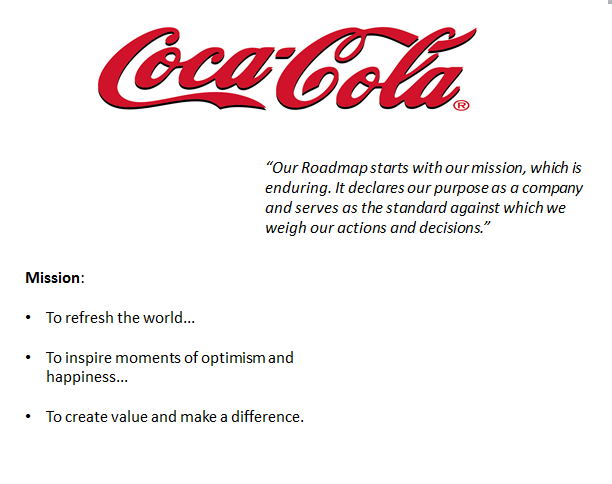 Coca-Cola®
“Our Roadmap starts with our mission, which is
enduring. It declares our purpose as a company
and serves as the standard against which we
weigh our actions and decisions.”
Mission:
• To refresh the world...
• To inspire moments of optimism and
happiness...
• To create value and make a difference.